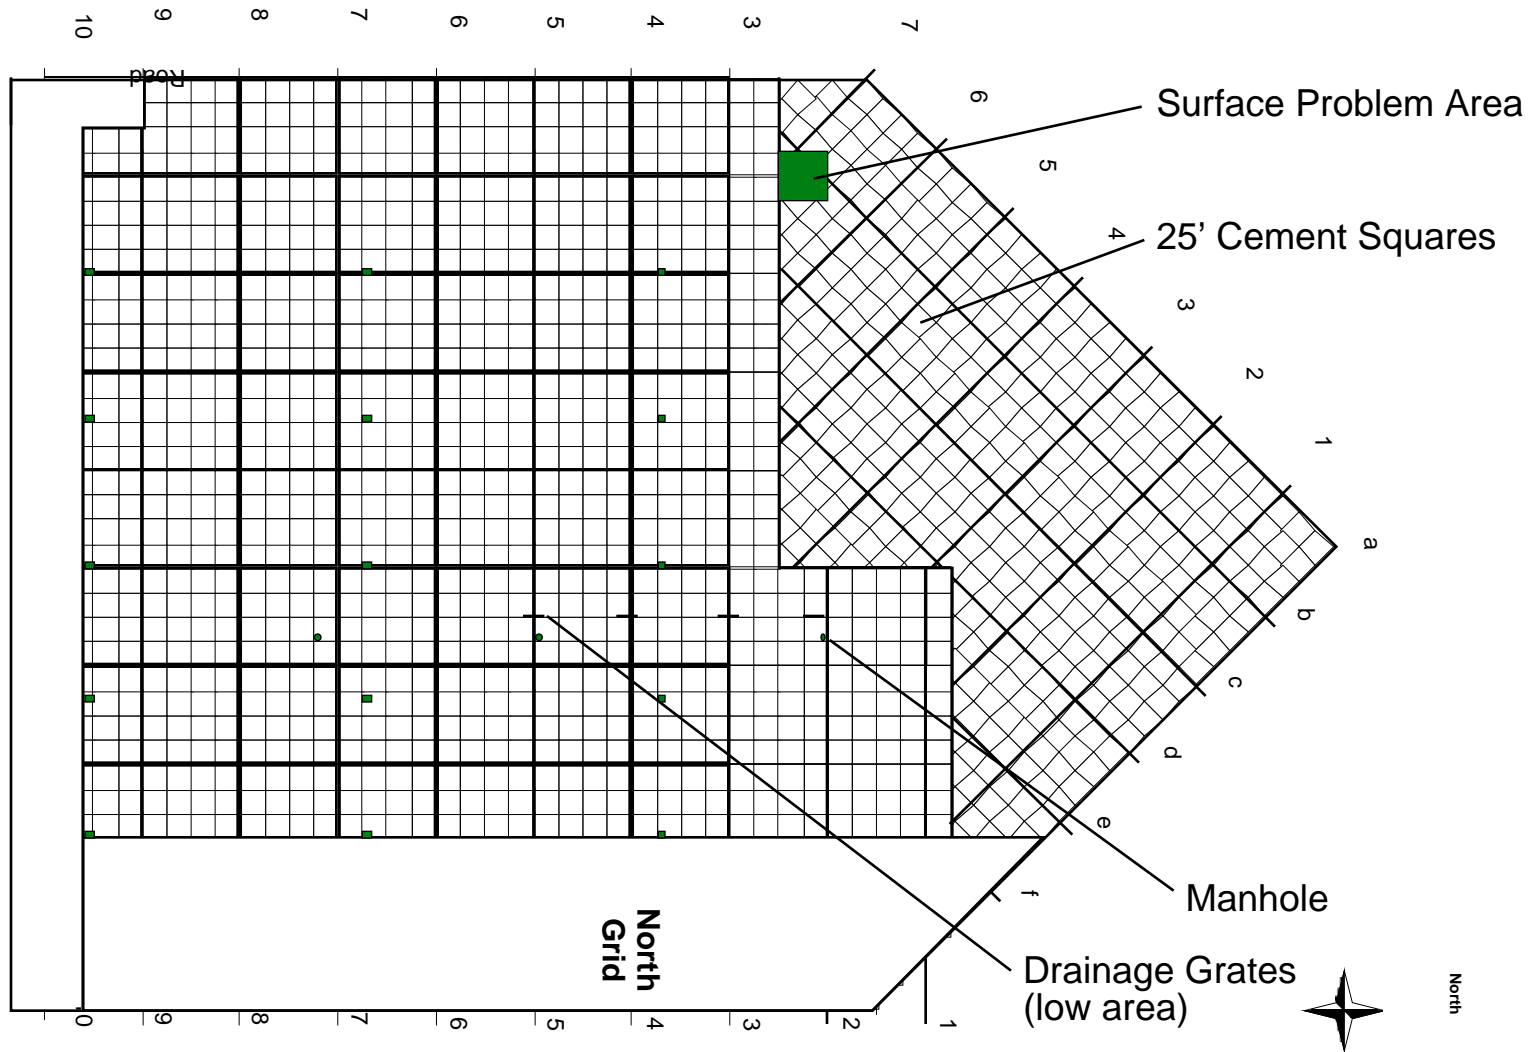 10 9 8 7 6 5 4 3 7
Road
6
Surface Problem Area
5
4
25’ Cement Squares
3
2
1
a
b
c
d
e
f
Manhole
North
Grid
Drainage Grates
(low area)
North
0 9 8 7 6 5 4 3 2 1